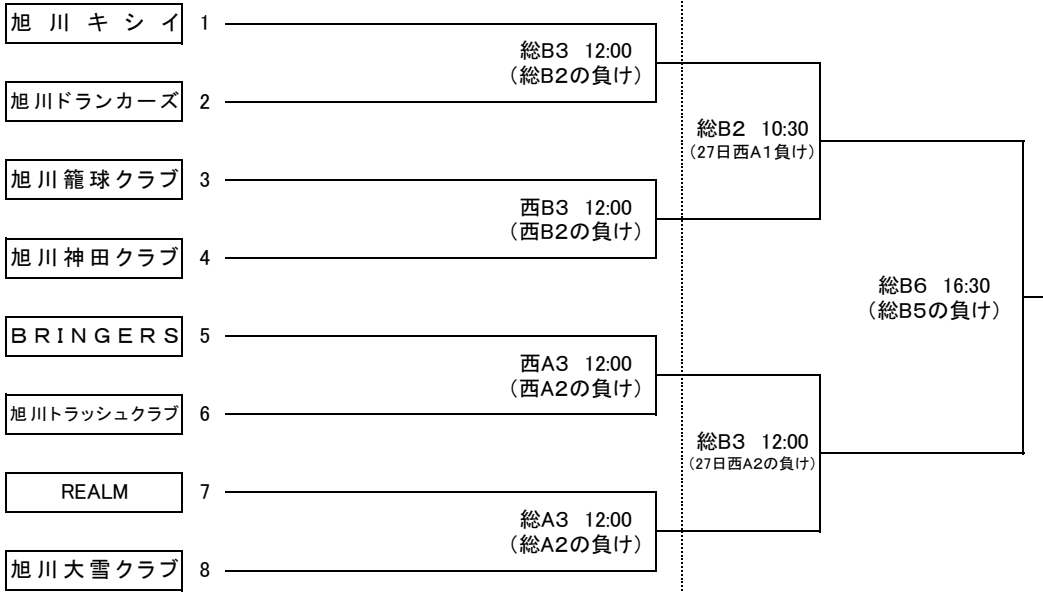 旭川キシイ 1
総B3 12:00
（総B2の負け）
旭川ドランカーズ 2
総B2 10:30
（27日西A1負け）
旭川籠球クラブ 3
西B3 12:00
（西B2の負け）
旭川神田クラブ 4
総B6 16:30
（総B5の負け）
BRINGERS 5
西A3 12:00
（西A2の負け）
旭川トラッシュクラブ 6
総B3 12:00
（27日西A2の負け）
REALM 7
総A3 12:00
（総A2の負け）
旭川大雪クラブ 8